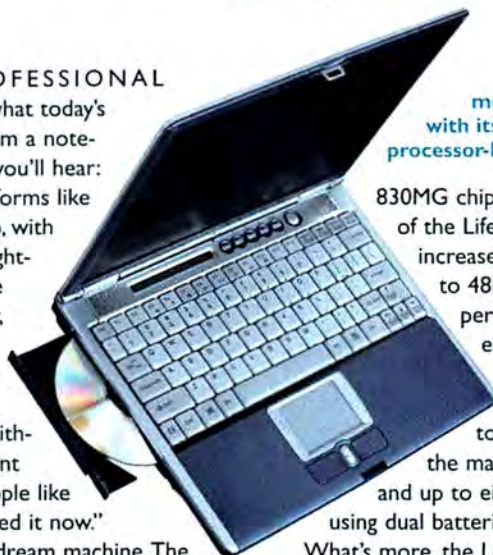 OFESSIONAL
what today's
m a note-
you'll hear:
orms like
, with
ght-
e
ith-
nt
ple like
ed it now."
dream machine. The
m
with its
processor-l
830MG chip
of the Life
increase
to 48
per
e
to
the ma
and up to ei
using dual batteri
What's more, the L